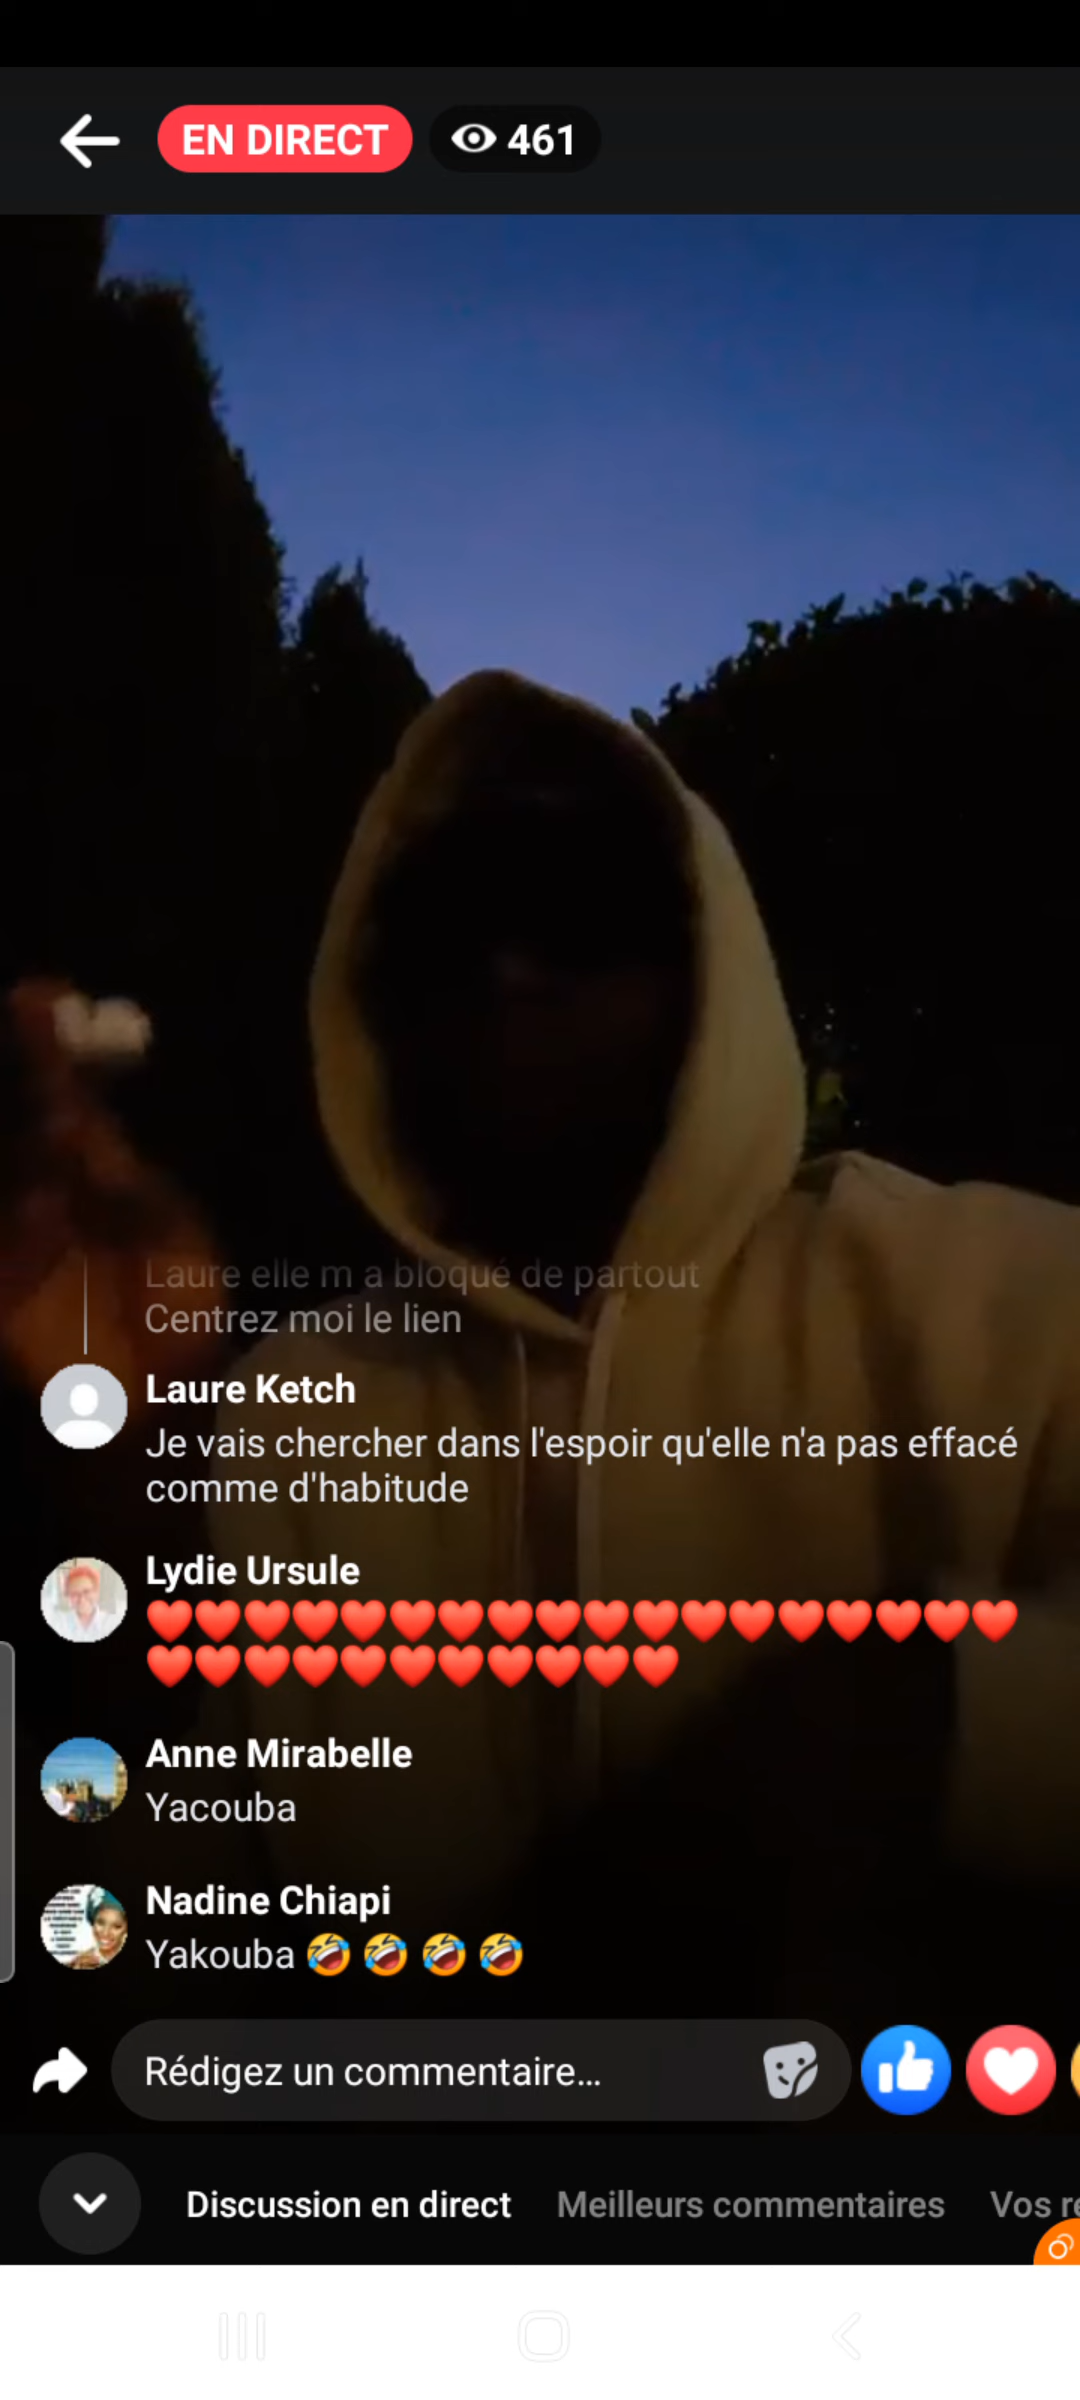 EN DIRECT 461
Laure elle m a bloqué de partout
Centrez moi le lien
Laure Ketch
Je vais chercher dans l'espoir qu'elle n'a pas effacé
comme d'habitude
Lydie Ursule
❤️❤️❤️❤️❤️❤️❤️❤️❤️❤️❤️❤️❤️❤️❤️❤️❤️❤️
❤️❤️❤️❤️❤️❤️❤️❤️❤️❤️❤️
Anne Mirabelle
Yacouba
Nadine Chiapi
Yakouba 🤣🤣🤣🤣
Rédigez un commentaire...
Discussion en direct Meilleurs commentaires Vos re